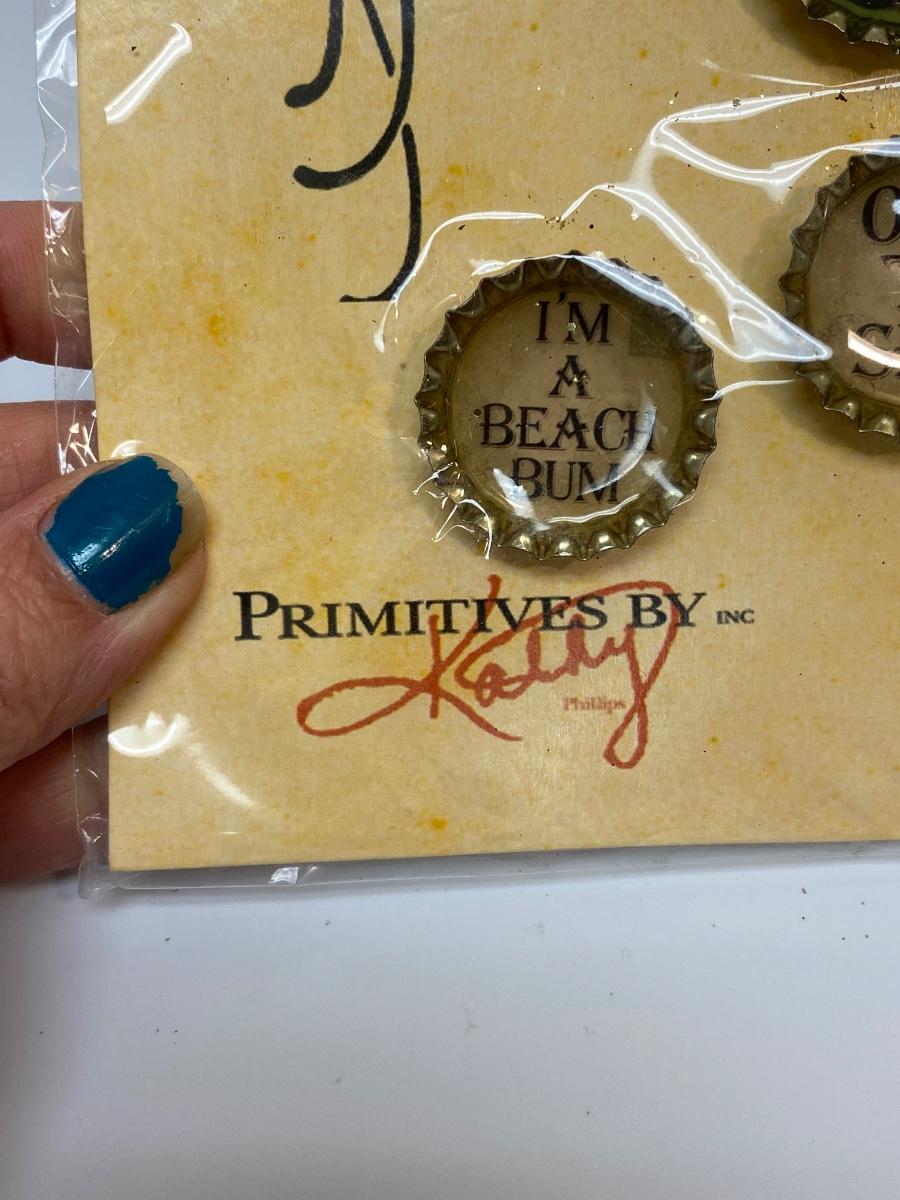 I'M
A
BEACH
BUM
PRIMITIVES BY INC
Kathy
Phillips